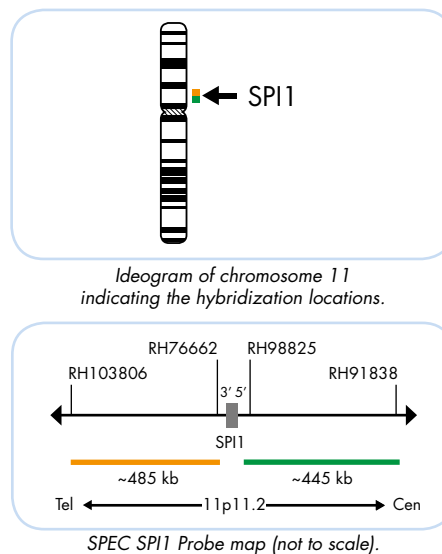 SPI1
Ideogram of chromosome 11
indicating the hybridization locations.
RH76662 RH98825
RH103806 RH91838
3' 5'
SPI1
~485 kb ~445 kb
Tel 11p11.2 Cen
SPEC SPI1 Probe map (not to scale).